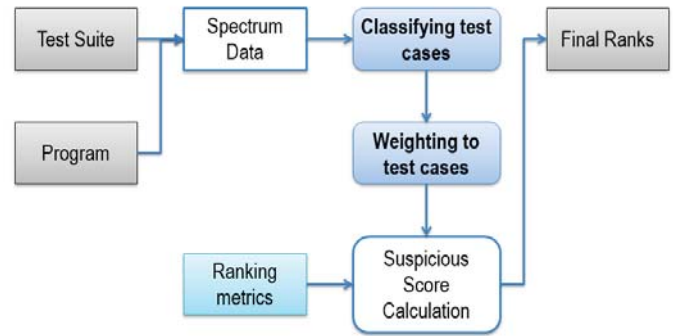 Test Suite
Spectrum
Data
Classifying test
cases
Final Ranks
Program
Weighting to
test cases
Ranking
metrics
Suspicious
Score
Calculation